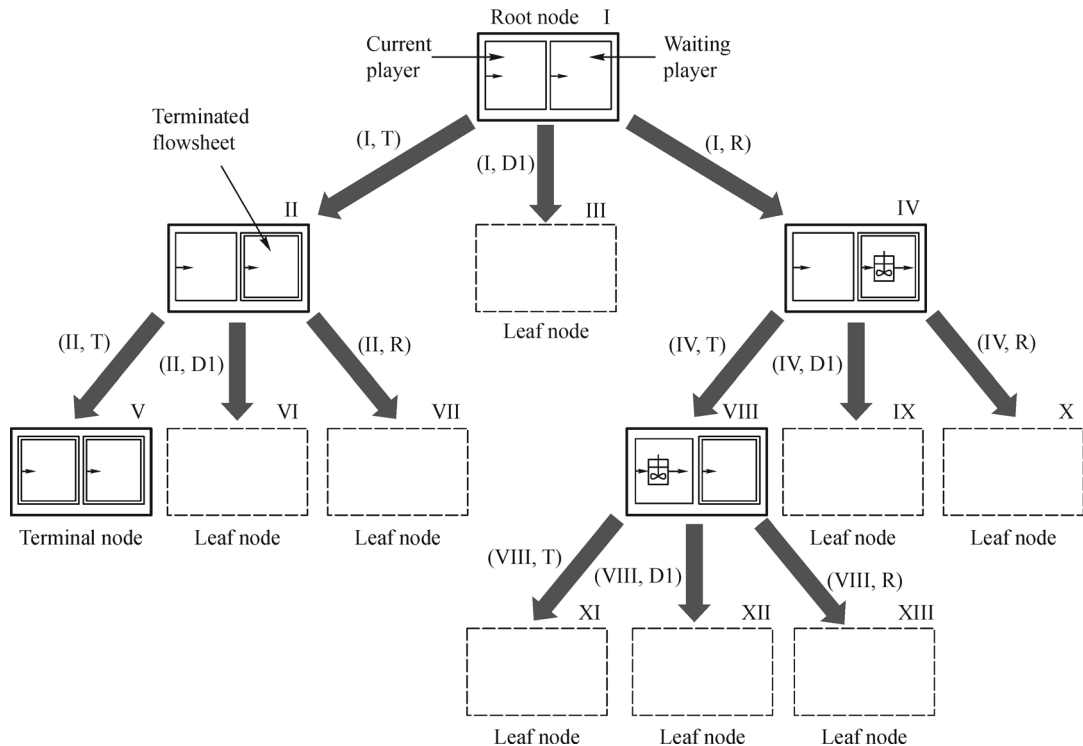 Root node I
Current
player
Waiting
player
Terminated
flowsheet
(I, T)
(I, D1)
(I, R)
II
III
IV
Leaf node
(II, T)
(II, D1)
(II, R)
(IV, T)
(IV, D1)
(IV, R)
V
VI
VII
VIII
IX
X
Terminal node
Leaf node
Leaf node
Leaf node
Leaf node
(VIII, T)
(VIII, D1)
(VIII, R)
XI
XII
XIII
Leaf node
Leaf node
Leaf node